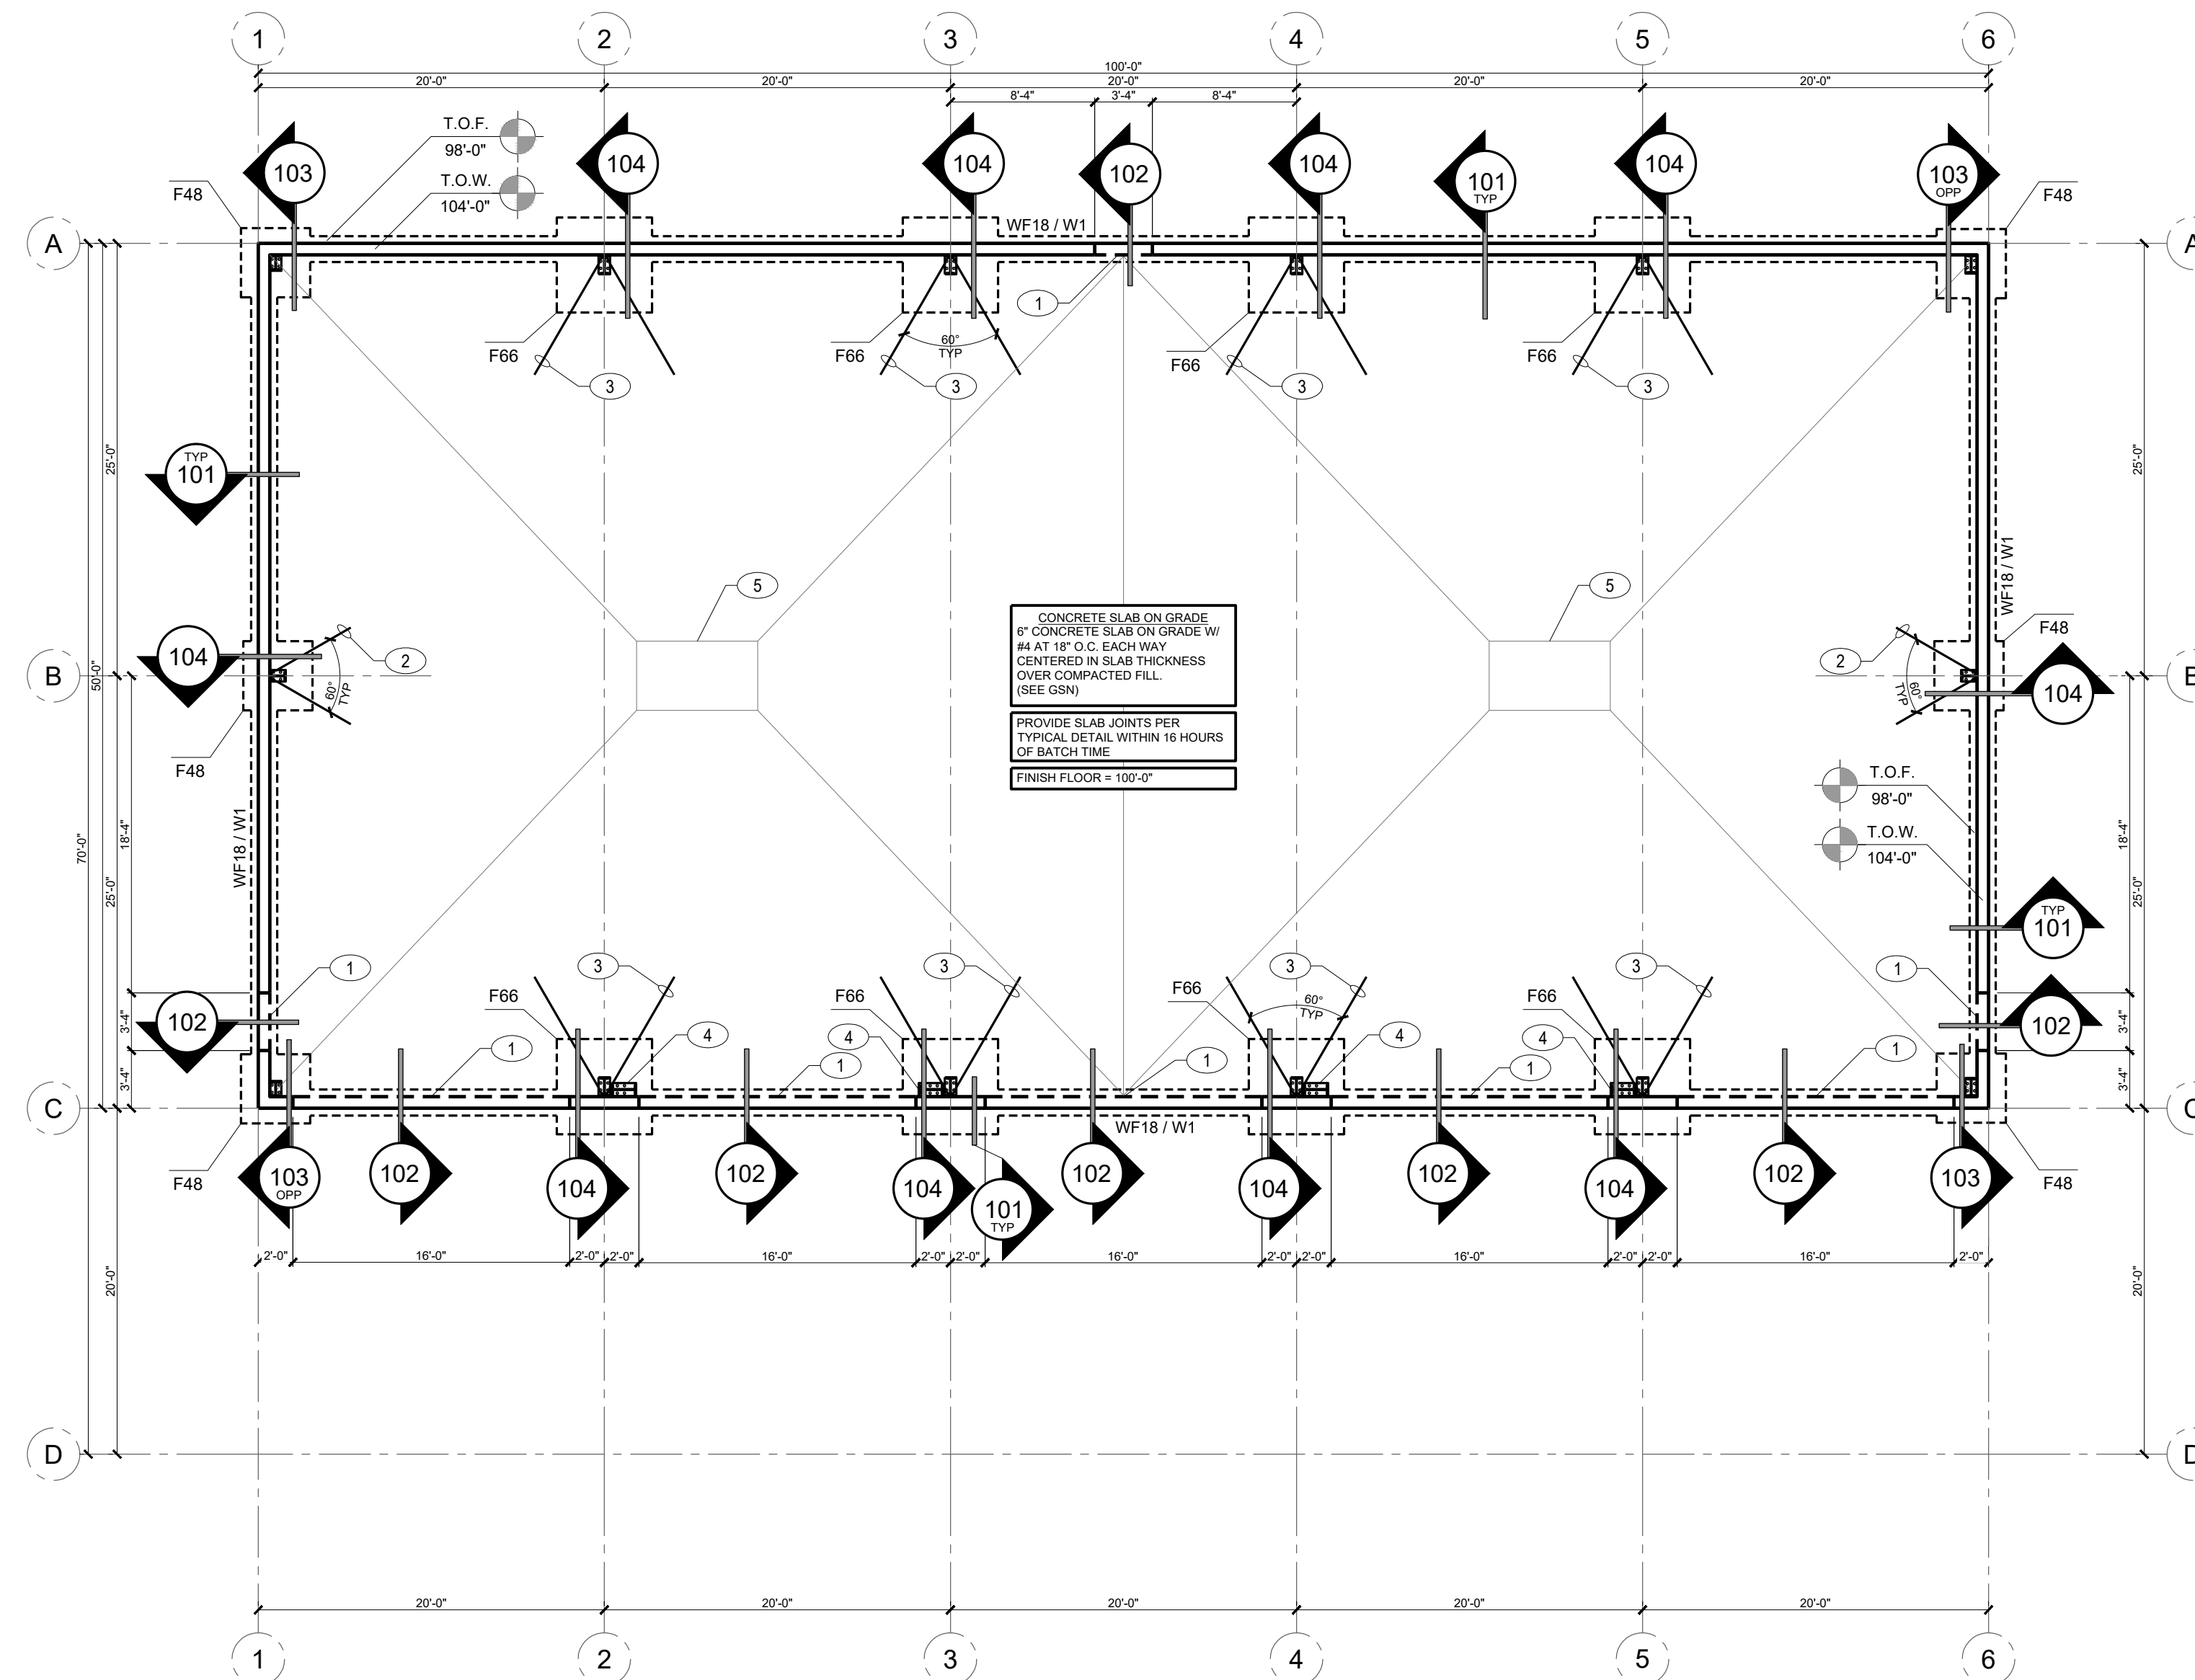 1
2
3
4
5
6
100'-0"
20'-0"
20'-0"
20'-0"
20'-0"
20'-0"
8'-4"
3'-4"
8'-4"
T.O.F.
98'-0"
T.O.W.
104'-0"
103
104
104
102
104
101
TYP
104
103
OPP
F48
F48
A
A
WF18 / W1
1
F66
F66
F66
F66
60°
TYP
3
3
3
3
25'-0"
25'-0"
TYP
101
5
5
CONCRETE SLAB ON GRADE
6" CONCRETE SLAB ON GRADE W/
#4 AT 18" O.C. EACH WAY
CENTERED IN SLAB THICKNESS
OVER COMPACTED FILL.
(SEE GSN)
PROVIDE SLAB JOINTS PER
TYPICAL DETAIL WITHIN 16 HOURS
OF BATCH TIME
FINISH FLOOR = 100'-0"
WF18 / W1
F48
104
2
60°
TYP
2
60°
TYP
104
B
B
50'-0"
F48
T.O.F.
98'-0"
T.O.W.
104'-0"
70'-0"
18'-4"
25'-0"
WF18 / W1
18'-4"
25'-0"
TYP
101
1
3
3
3
3
1
F66
F66
F66
F66
60°
TYP
102
3'-4"
3'-4"
1
4
4
1
1
4
4
1
1
102
3'-4"
3'-4"
C
C
WF18 / W1
F48
103
OPP
102
104
102
104
101
TYP
102
104
102
104
102
103
F48
2'-0"
16'-0"
2'-0"
2'-0"
16'-0"
2'-0"
2'-0"
16'-0"
2'-0"
2'-0"
16'-0"
2'-0"
2'-0"
16'-0"
2'-0"
20'-0"
20'-0"
D
D
20'-0"
20'-0"
20'-0"
20'-0"
20'-0"
1
2
3
4
5
6